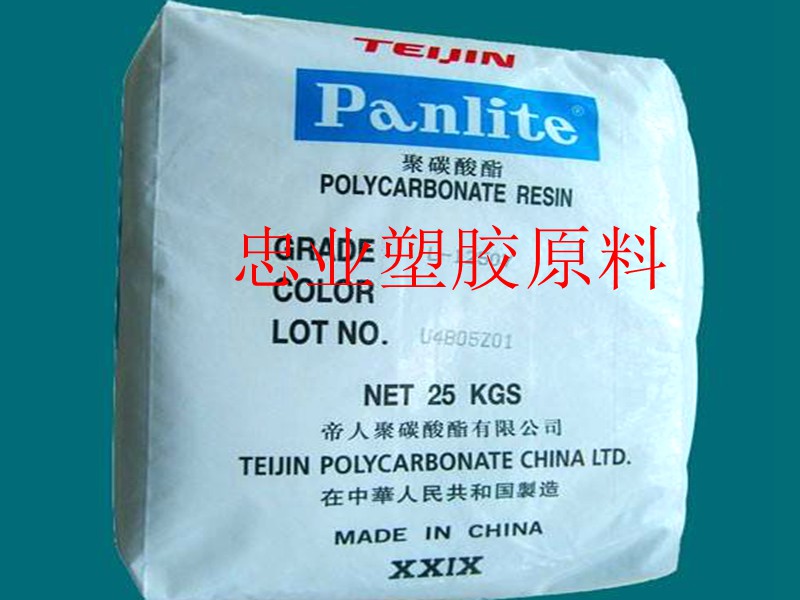 TEIJIN
Panlite®
聚碳酸酯
POLYCARBONATE RESIN
忠业塑胶原料
GRADE
COLOR
LOT NO. U4B05Z01
NET 25 KGS
帝人聚碳酸酯有限公司
TEIJIN POLYCARBONATE CHINA LTD.
在中華人民共和国製造
MADE IN CHINA
XXIX